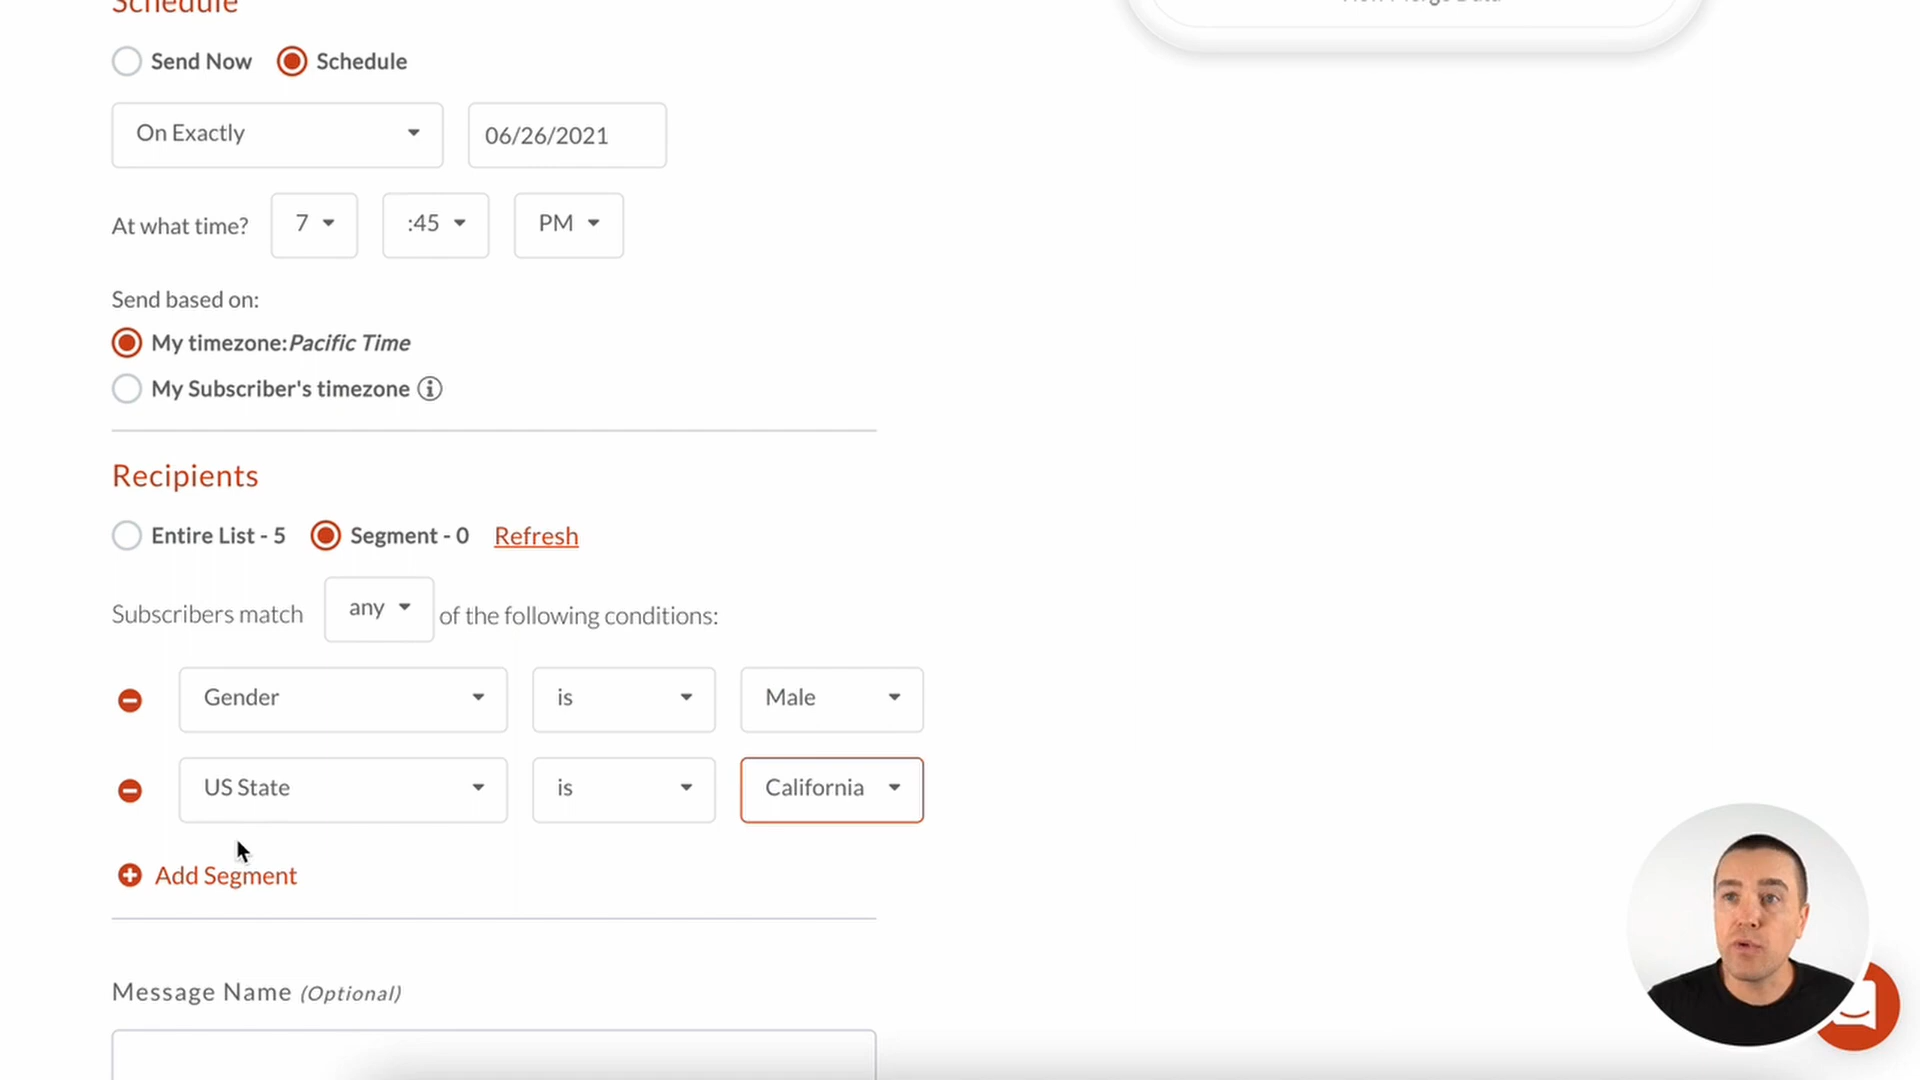 Schedule
Send Now Schedule
On Exactly 06/26/2021
At what time? 7 :45 PM
Send based on:
My timezone:Pacific Time
My Subscriber's timezone
Recipients
Entire List - 5 Segment - 0 Refresh
Subscribers match any of the following conditions:
Gender is Male
US State is California
Add Segment
Message Name (Optional)